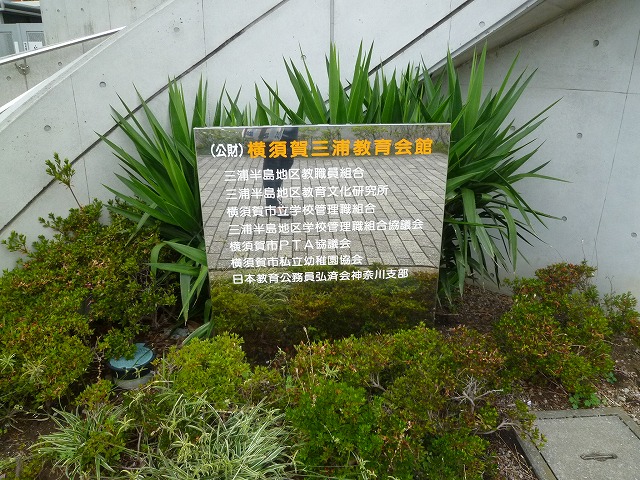 (公財)横須賀三浦教育会館
三浦半島地区教職員組合
三浦半島地区教育文化研究所
横須賀市立学校管理職組合
三浦半島地区学校管理職組合協議会
横須賀市PTA協議会
横須賀市私立幼稚園協会
日本教育公務員弘済会神奈川支部